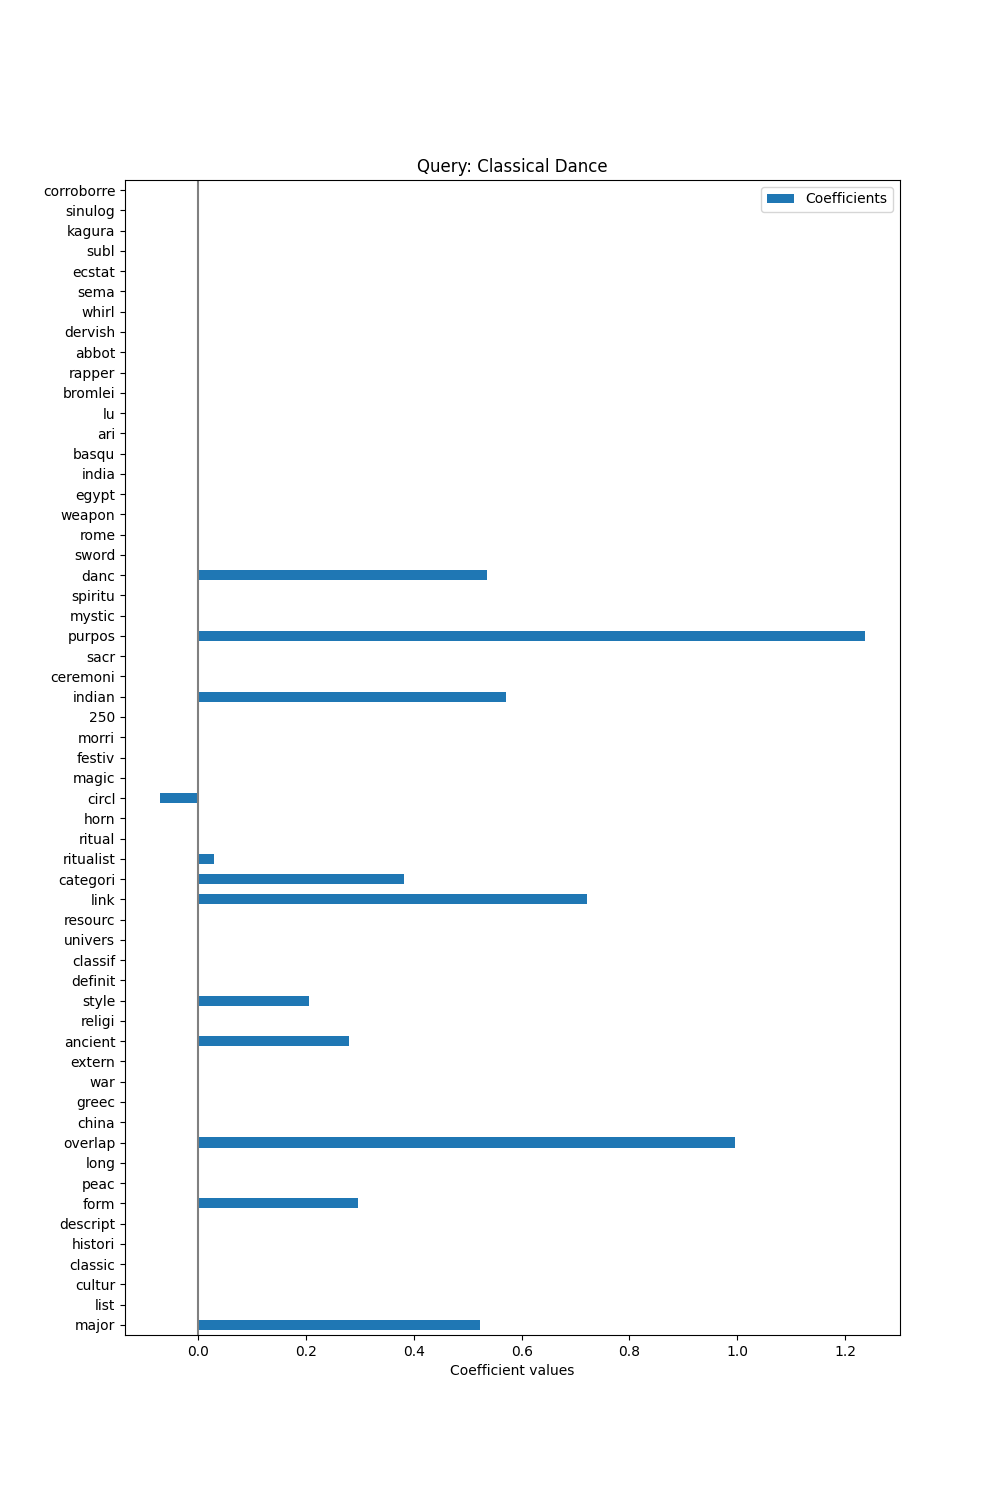 Query: Classical Dance
Coefficients
corroborre
sinulog
kagura
subl
ecstat
sema
whirl
dervish
abbot
rapper
bromlei
lu
ari
basqu
india
egypt
weapon
rome
sword
danc
spiritu
mystic
purpos
sacr
ceremoni
indian
250
morri
festiv
magic
circl
horn
ritual
ritualist
categori
link
resourc
univers
classif
definit
style
religi
ancient
extern
war
greec
china
overlap
long
peac
form
descript
histori
classic
cultur
list
major
0.0 0.2 0.4 0.6 0.8 1.0 1.2
Coefficient values